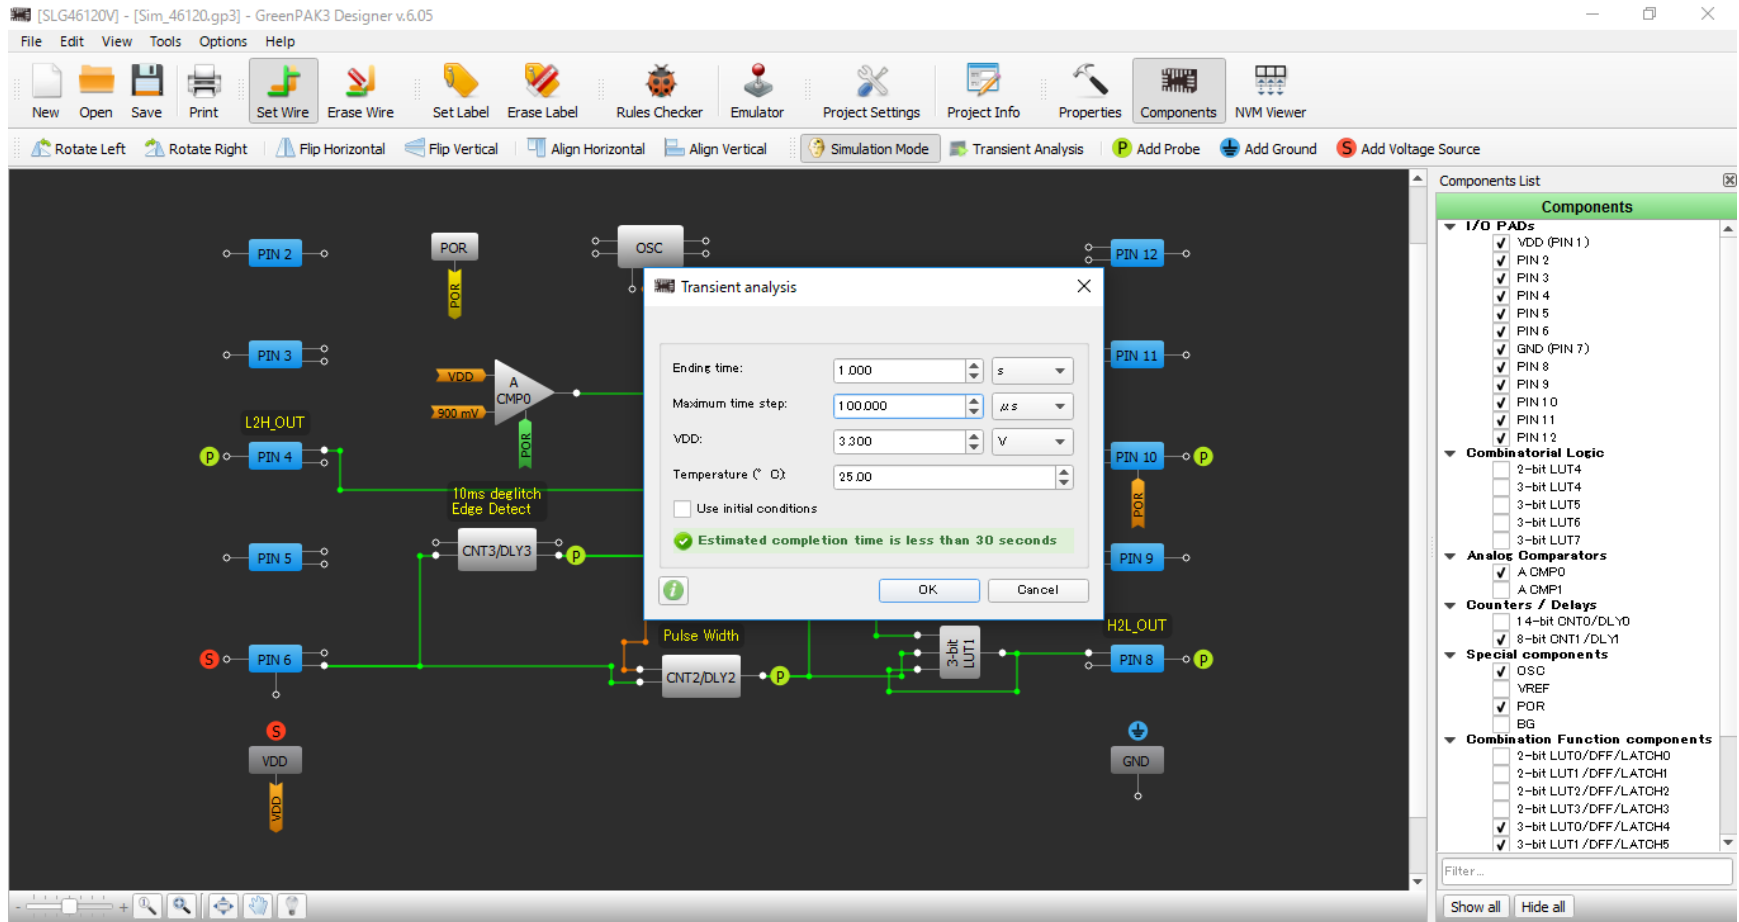 [SLG46120V] - [Sim_46120.gp3] - GreenPAK3 Designer v.6.05
File Edit View Tools Options Help
New Open Save Print Set Wire Erase Wire Set Label Erase Label Rules Checker Emulator Project Settings Project Info Properties Components NVM Viewer
Rotate Left Rotate Right Flip Horizontal Flip Vertical Align Horizontal Align Vertical Simulation Mode Transient Analysis P Add Probe Add Ground S Add Voltage Source
PIN 2
POR
POR
OSC
PIN 12
PIN 3
VDD
900 mV
A
CMP0
POR
PIN 11
L2H_OUT
P PIN 4
PIN 10 P
POR
10ms deglitch
Edge Detect
CNT3/DLY3 P
PIN 5
PIN 9
Pulse Width
CNT2/DLY2 P
3-bit
LUT1
H2L_OUT
S PIN 6
PIN 8 P
S
VDD
VDD
GND
Transient analysis
Ending time: 1.000 s
Maximum time step: 100.000 μs
VDD: 3.300 V
Temperature (° C): 25.00
Use initial conditions
Estimated completion time is less than 30 seconds
i OK Cancel
Components List
Components
I/O PADs
VDD (PIN 1)
PIN 2
PIN 3
PIN 4
PIN 5
PIN 6
GND (PIN 7)
PIN 8
PIN 9
PIN 10
PIN 11
PIN 12
Combinatorial Logic
2-bit LUT4
3-bit LUT4
3-bit LUT5
3-bit LUT6
3-bit LUT7
Analog Comparators
A CMP0
A CMP1
Counters / Delays
14-bit CNT0/DLY0
8-bit CNT1/DLY1
Special components
OSC
VREF
POR
BG
Combination Function components
2-bit LUT0/DFF/LATCH0
2-bit LUT1/DFF/LATCH1
2-bit LUT2/DFF/LATCH2
2-bit LUT3/DFF/LATCH3
3-bit LUT0/DFF/LATCH4
3-bit LUT1/DFF/LATCH5
Filter...
Show all Hide all
- + 1